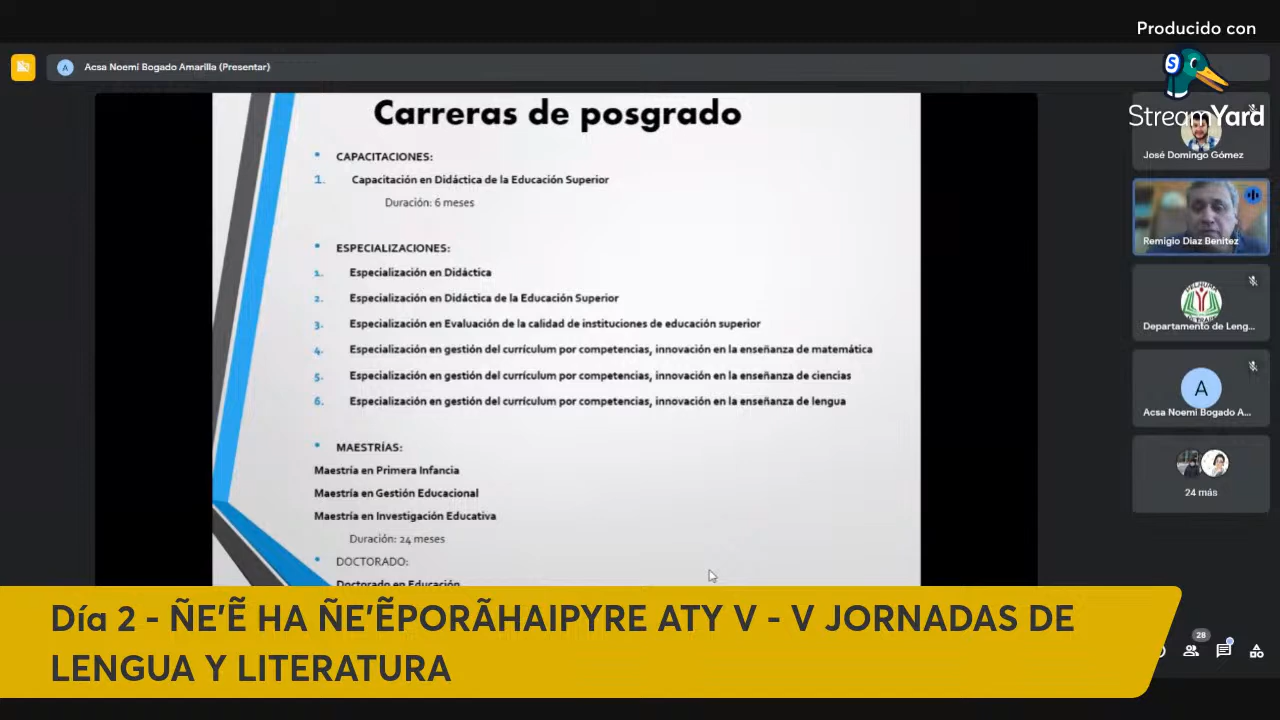 Producido con
StreamYard
A Acsa Noemí Bogado Amarilla (Presentar)
Carreras de posgrado
• CAPACITACIONES:
1. Capacitación en Didáctica de la Educación Superior
Duración: 6 meses
• ESPECIALIZACIONES:
1. Especialización en Didáctica
2. Especialización en Didáctica de la Educación Superior
3. Especialización en Evaluación de la calidad de instituciones de educación superior
4. Especialización en gestión del currículum por competencias, innovación en la enseñanza de matemática
5. Especialización en gestión del currículum por competencias, innovación en la enseñanza de ciencias
6. Especialización en gestión del currículum por competencias, innovación en la enseñanza de lengua
• MAESTRÍAS:
Maestría en Primera Infancia
Maestría en Gestión Educacional
Maestría en Investigación Educativa
Duración: 24 meses
• DOCTORADO:
Doctorado en Educación
José Domingo Gómez
Remigio Diaz Benitez
Departamento de Leng...
A
Acsa Noemí Bogado A...
24 más
28
Día 2 - ÑE'Ẽ HA ÑE'ẼPORÃHAIPYRE ATY V - V JORNADAS DE
LENGUA Y LITERATURA